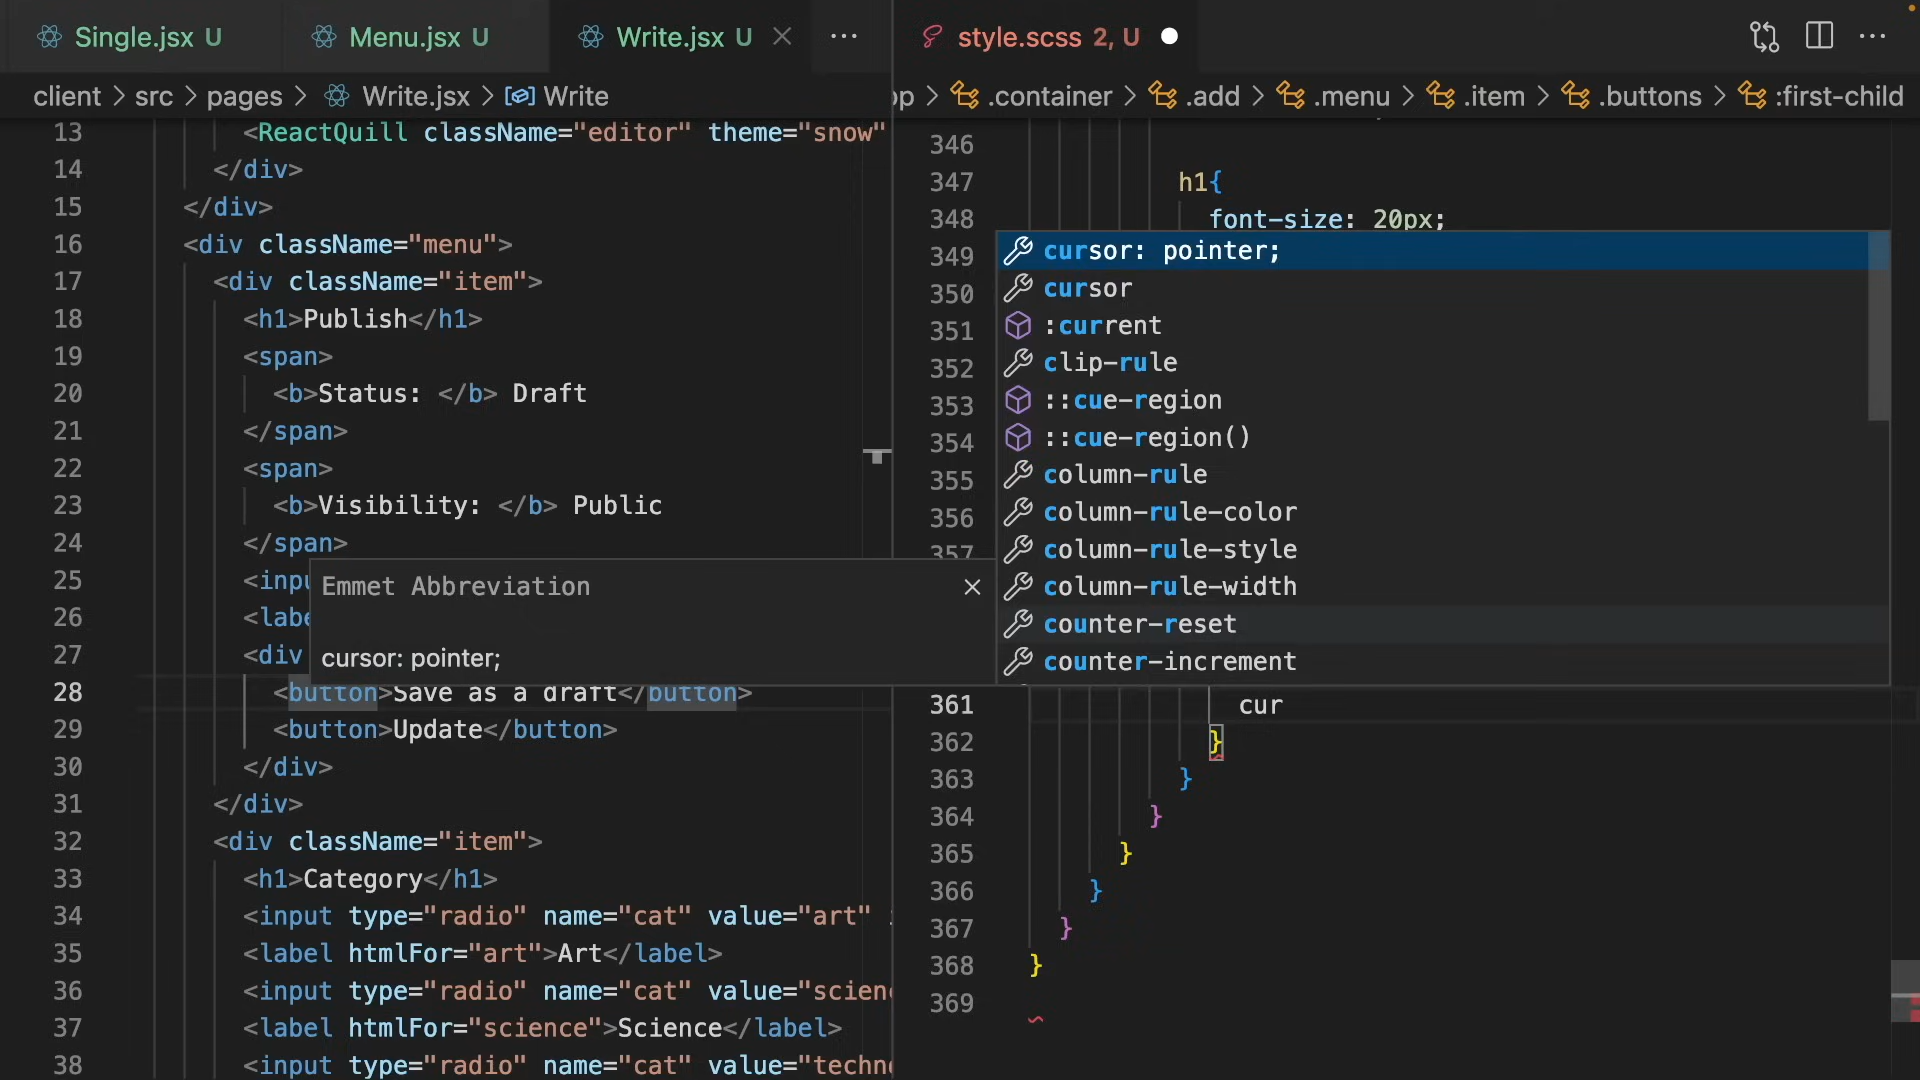 Single.jsx U Menu.jsx U Write.jsx U ···
client > src > pages > Write.jsx > Write
13 <ReactQuill className="editor" theme="snow"
14 </div>
15 </div>
16 <div className="menu">
17 <div className="item">
18 <h1>Publish</h1>
19 <span>
20 <b>Status: </b> Draft
21 </span>
22 <span>
23 <b>Visibility: </b> Public
24 </span>
25 <inpu
26 <labe
27 <div
28 <button>Save as a draft</button>
29 <button>Update</button>
30 </div>
31 </div>
32 <div className="item">
33 <h1>Category</h1>
34 <input type="radio" name="cat" value="art"
35 <label htmlFor="art">Art</label>
36 <input type="radio" name="cat" value="scien
37 <label htmlFor="science">Science</label>
38 <input type="radio" name="cat" value="techn
Emmet Abbreviation
cursor: pointer;
style.scss 2, U ···
pp > .container > .add > .menu > .item > .buttons > :first-child
346
347 h1{
348 font-size: 20px;
349
350
351
352
353
354
355
356
357
cursor: pointer;
cursor
:current
clip-rule
::cue-region
::cue-region()
column-rule
column-rule-color
column-rule-style
column-rule-width
counter-reset
counter-increment
361 cur
362 }
363 }
364 }
365 }
366 }
367 }
368 }
369